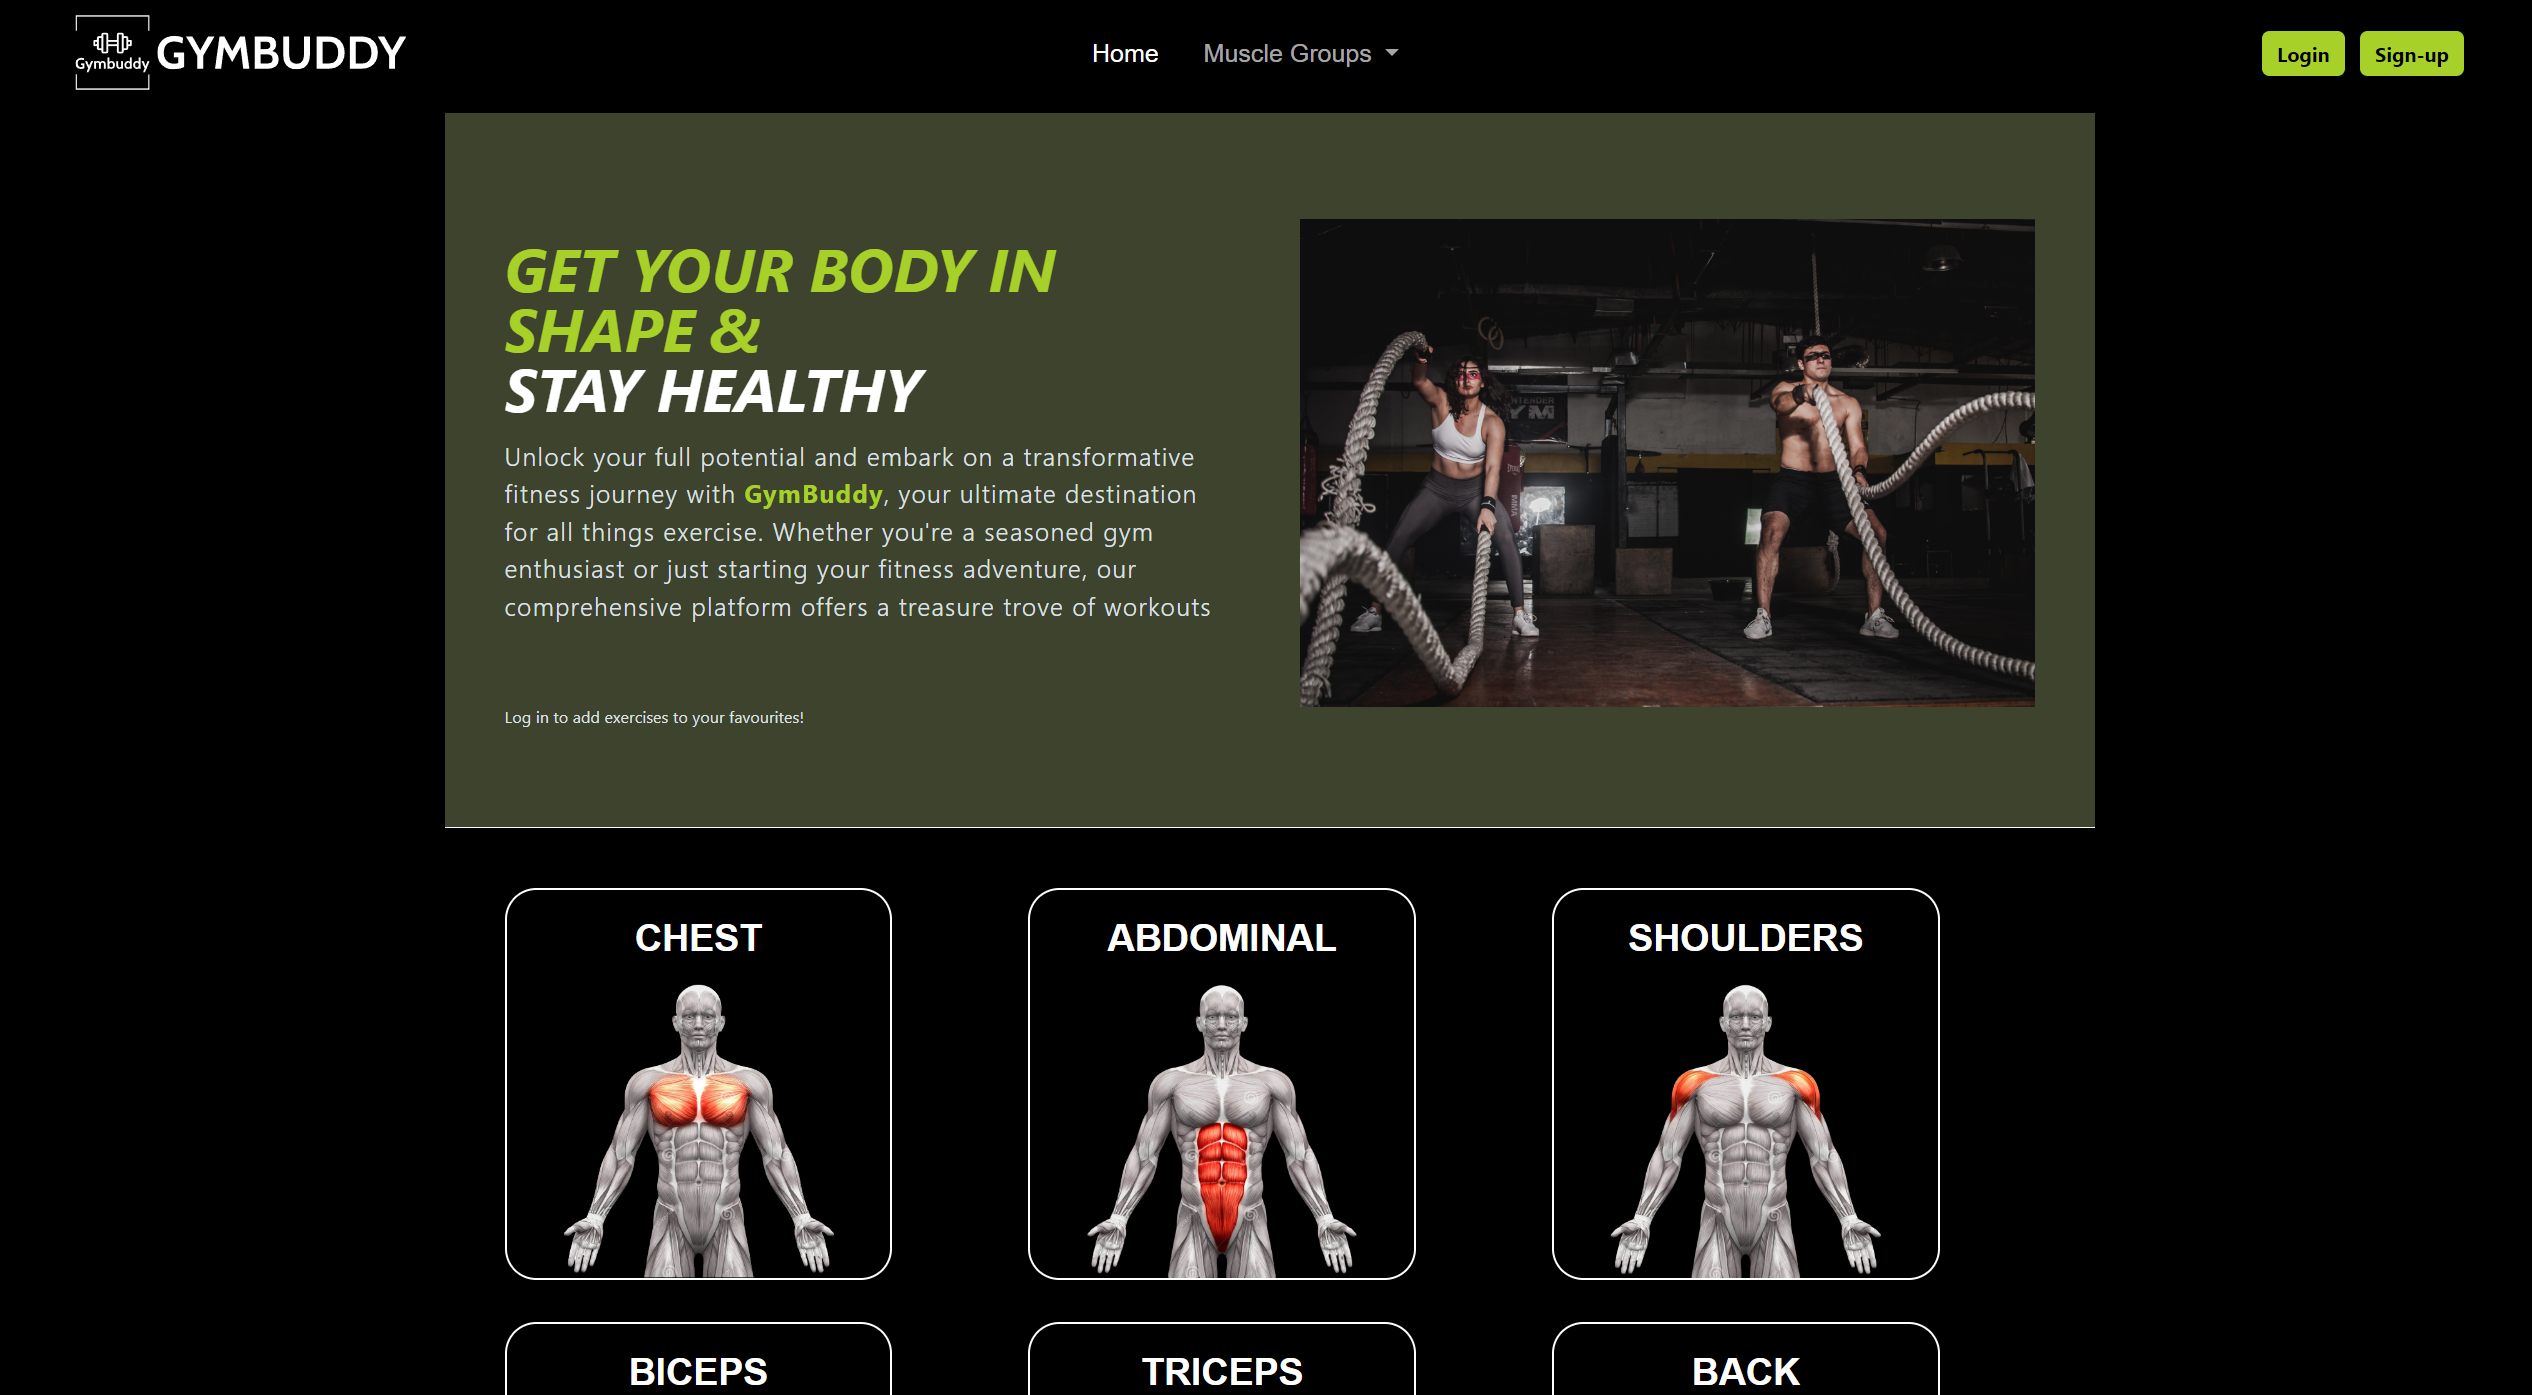 Gymbuddy
GYMBUDDY
Home
Muscle Groups
Login
Sign-up
GET YOUR BODY IN
SHAPE &
STAY HEALTHY
Unlock your full potential and embark on a transformative
fitness journey with GymBuddy, your ultimate destination
for all things exercise. Whether you're a seasoned gym
enthusiast or just starting your fitness adventure, our
comprehensive platform offers a treasure trove of workouts
Log in to add exercises to your favourites!
CHEST
ABDOMINAL
SHOULDERS
BICEPS
TRICEPS
BACK